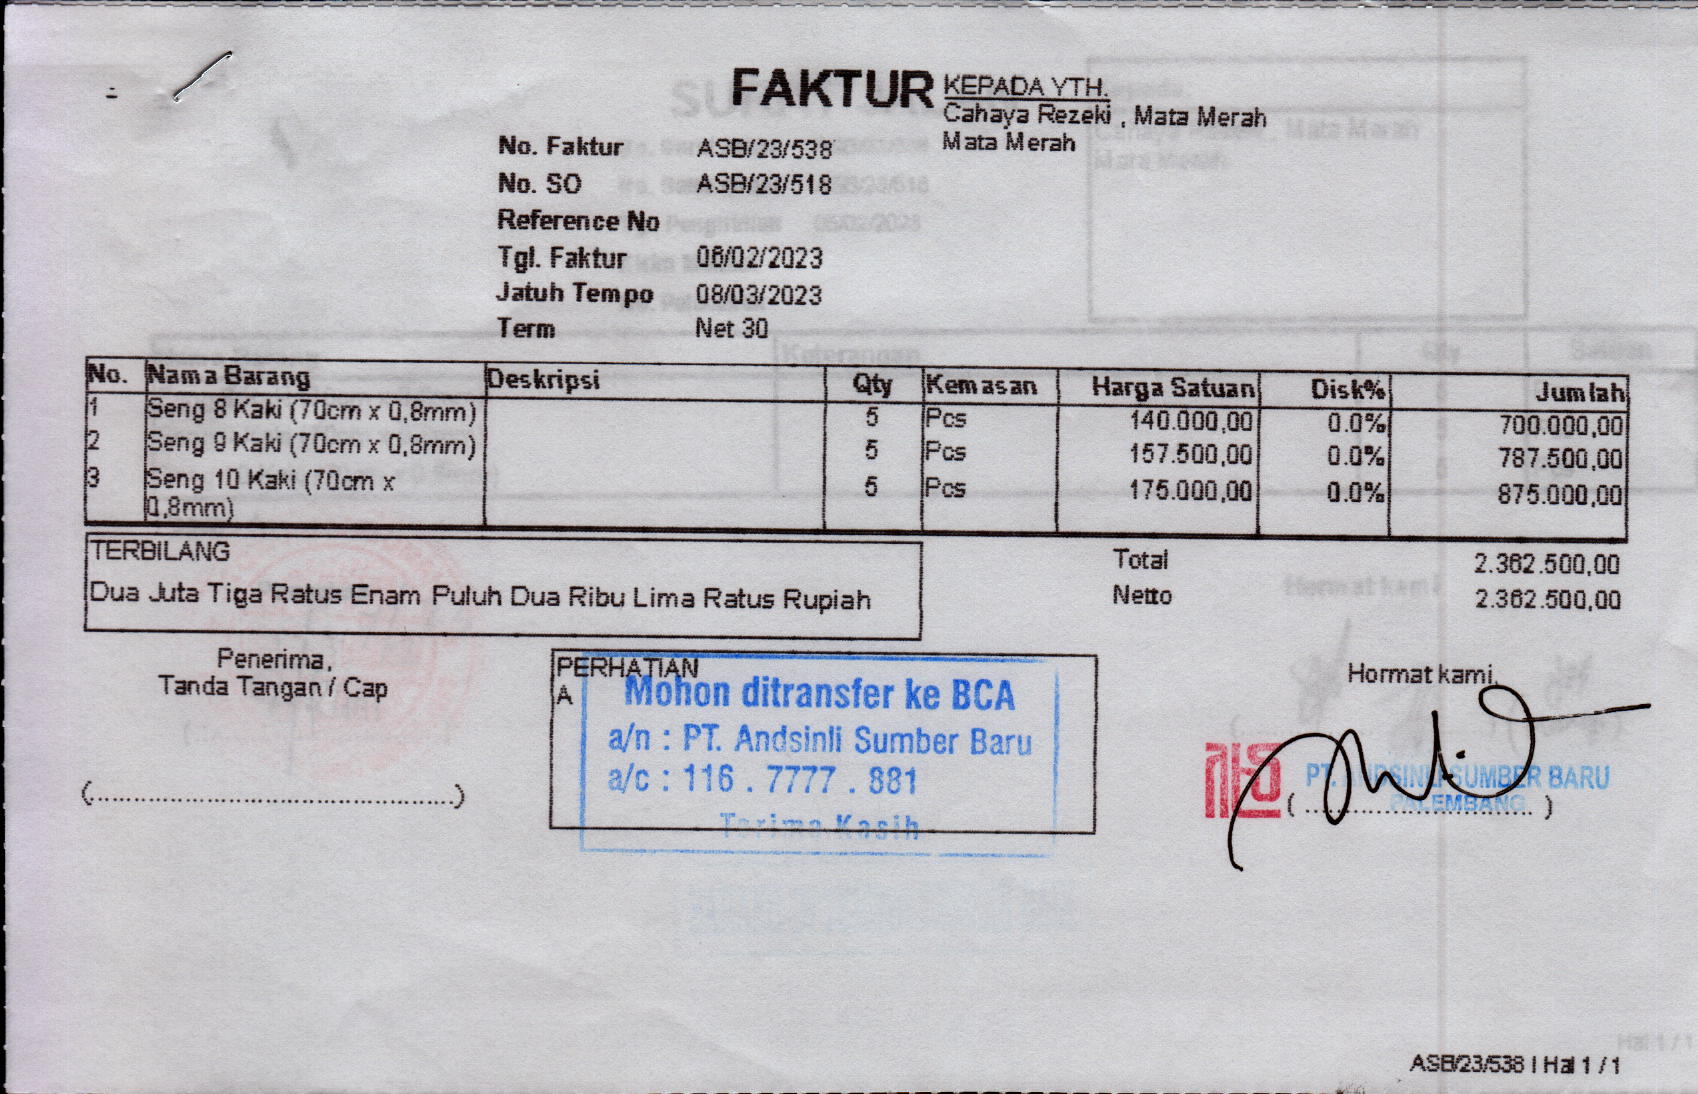 FAKTUR
KEPADA YTH.
Cahaya Rezeki , Mata Merah
Mata Merah
No. Faktur ASB/23/538
No. SO ASB/23/518
Reference No
Tgl. Faktur 06/02/2023
Jatuh Tempo 08/03/2023
Term Net 30
No. Nama Barang Deskripsi Qty Kemasan Harga Satuan Disk% Jumlah
1 Seng 8 Kaki (70cm x 0,8mm) 5 Pcs 140.000,00 0.0% 700.000,00
2 Seng 9 Kaki (70cm x 0,8mm) 5 Pcs 157.500,00 0.0% 787.500,00
3 Seng 10 Kaki (70cm x 5 Pcs 175.000,00 0.0% 875.000,00
0,8mm)
TERBILANG
Dua Juta Tiga Ratus Enam Puluh Dua Ribu Lima Ratus Rupiah
Total 2.362.500,00
Netto 2.362.500,00
Penerima,
Tanda Tangan / Cap
(..................................................)
PERHATIAN
A
Mohon ditransfer ke BCA
a/n : PT. Andsinli Sumber Baru
a/c : 116 . 7777 . 881
Terima Kasih
Hormat kami,
PT. ANDSINLI SUMBER BARU
PALEMBANG
(..................................)
ASB/23/538 | Hal 1 / 1